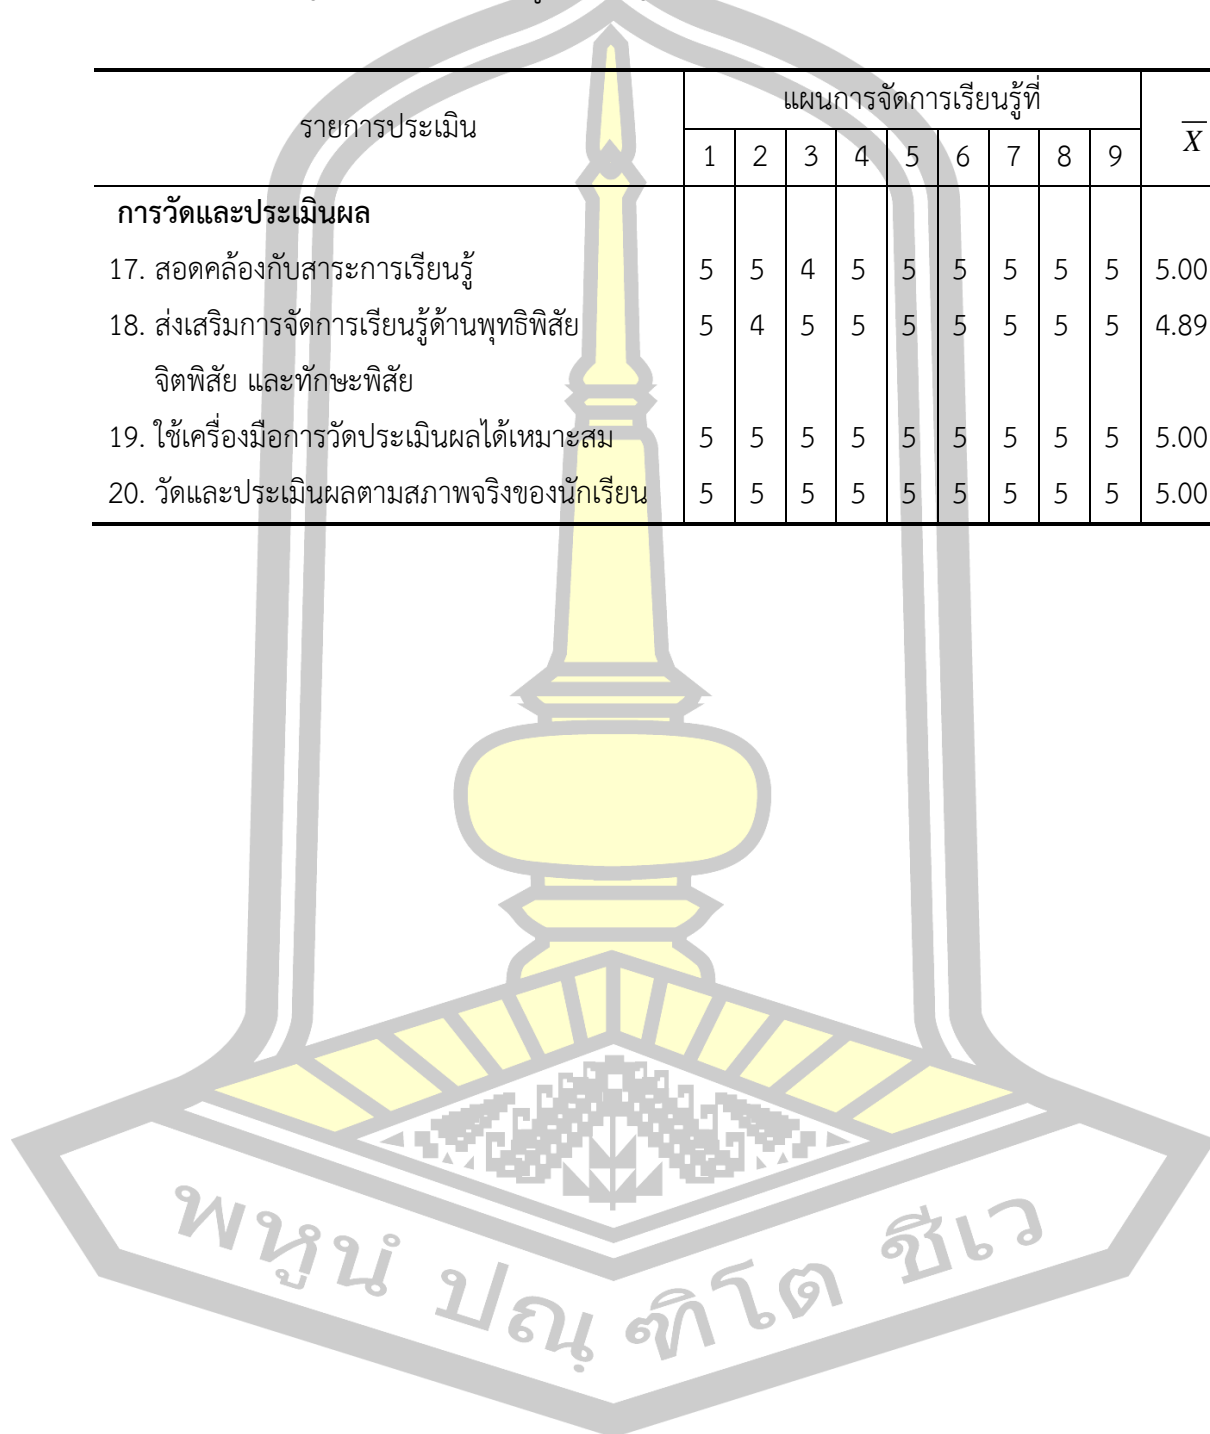 รายการประเมิน แผนการจัดการเรียนรู้ที่ X
1 2 3 4 5 6 7 8 9
การวัดและประเมินผล
17. สอดคล้องกับสาระการเรียนรู้ 5 5 4 5 5 5 5 5 5 5.00
18. ส่งเสริมการจัดการเรียนรู้ด้านพุทธิพิสัย 5 4 5 5 5 5 5 5 5 4.89
จิตพิสัย และทักษะพิสัย
19. ใช้เครื่องมือการวัดประเมินผลได้เหมาะสม 5 5 5 5 5 5 5 5 5 5.00
20. วัดและประเมินผลตามสภาพจริงของนักเรียน 5 5 5 5 5 5 5 5 5 5.00
พหูนํ ปณฺฑิโต ชีเว